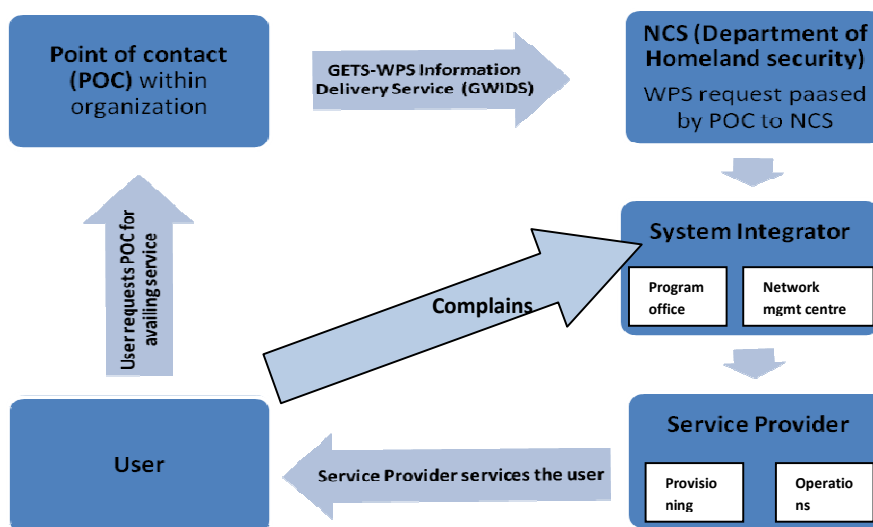 Point of contact
(POC) within
organization
GETS-WPS Information
Delivery Service (GWIDS)
NCS (Department of
Homeland security)
WPS request paased
by POC to NCS
User requests POC for
availing service
Complains
System Integrator
Program
office
Network
mgmt centre
User
Service Provider services the user
Service Provider
Provisio
ning
Operatio
ns